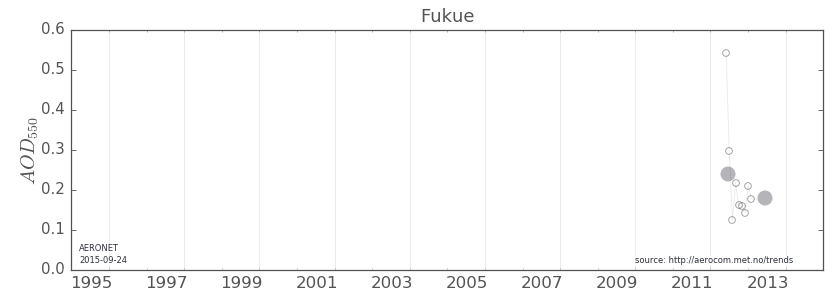 Fukue
0.6
0.5
0.4
0.3
0.2
0.1
0.0
AOD550
AERONET
2015-09-24
source: http://aerocom.met.no/trends
1995 1997 1999 2001 2003 2005 2007 2009 2011 2013